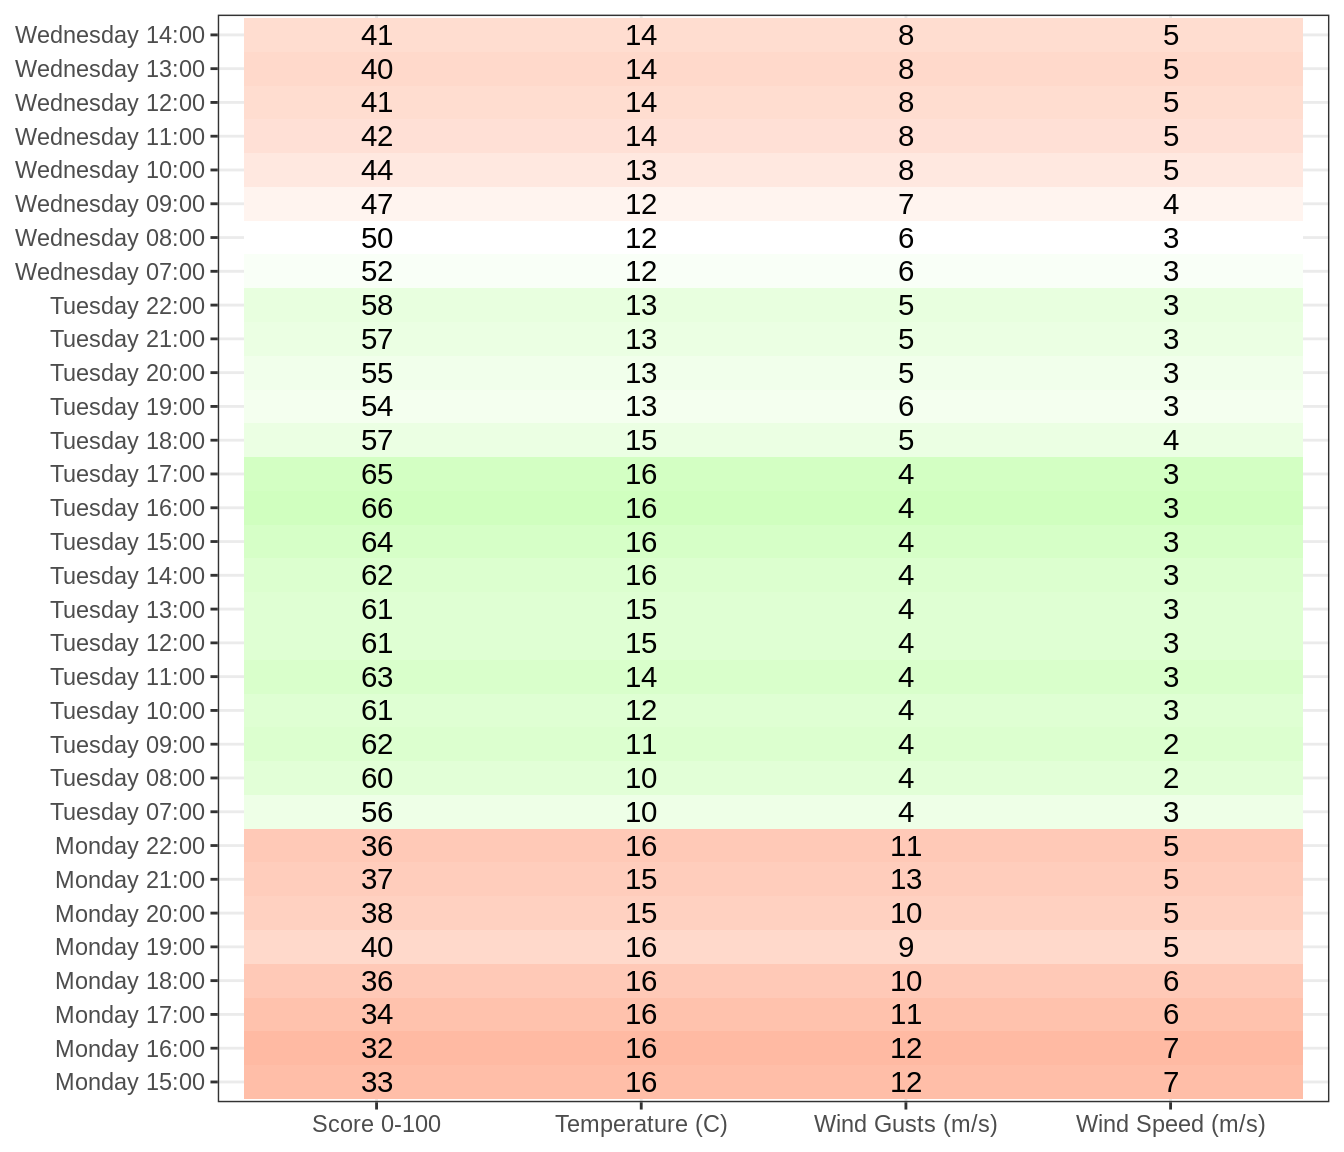 Wednesday 14:00 41 14 8 5
Wednesday 13:00 40 14 8 5
Wednesday 12:00 41 14 8 5
Wednesday 11:00 42 14 8 5
Wednesday 10:00 44 13 8 5
Wednesday 09:00 47 12 7 4
Wednesday 08:00 50 12 6 3
Wednesday 07:00 52 12 6 3
Tuesday 22:00 58 13 5 3
Tuesday 21:00 57 13 5 3
Tuesday 20:00 55 13 5 3
Tuesday 19:00 54 13 6 3
Tuesday 18:00 57 15 5 4
Tuesday 17:00 65 16 4 3
Tuesday 16:00 66 16 4 3
Tuesday 15:00 64 16 4 3
Tuesday 14:00 62 16 4 3
Tuesday 13:00 61 15 4 3
Tuesday 12:00 61 15 4 3
Tuesday 11:00 63 14 4 3
Tuesday 10:00 61 12 4 3
Tuesday 09:00 62 11 4 2
Tuesday 08:00 60 10 4 2
Tuesday 07:00 56 10 4 3
Monday 22:00 36 16 11 5
Monday 21:00 37 15 13 5
Monday 20:00 38 15 10 5
Monday 19:00 40 16 9 5
Monday 18:00 36 16 10 6
Monday 17:00 34 16 11 6
Monday 16:00 32 16 12 7
Monday 15:00 33 16 12 7
Score 0-100 Temperature (C) Wind Gusts (m/s) Wind Speed (m/s)